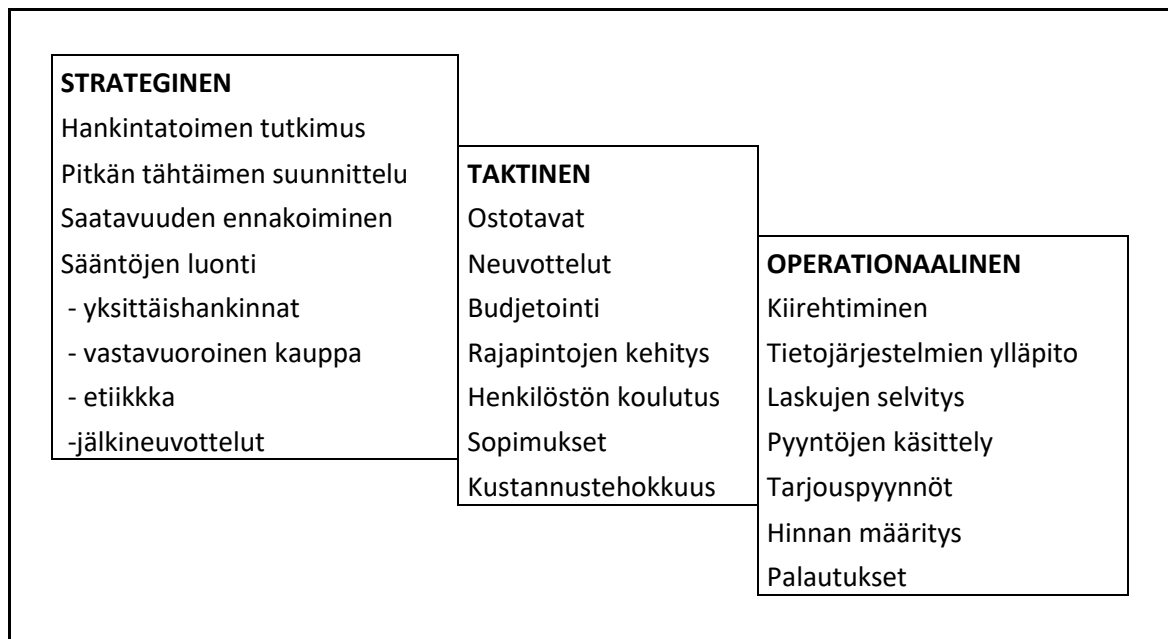 STRATEGINEN
Hankintatoimen tutkimus
Pitkän tähtäimen suunnittelu
Saatavuuden ennakoiminen
Sääntöjen luonti
- yksittäishankinnat
- vastavuoroinen kauppa
- etiikkka
-jälkineuvottelut
TAKTINEN
Ostotavat
Neuvottelut
Budjetointi
Rajapintojen kehitys
Henkilöstön koulutus
Sopimukset
Kustannustehokkuus
OPERATIONAALINEN
Kiirehtiminen
Tietojärjestelmien ylläpito
Laskujen selvitys
Pyyntöjen käsittely
Tarjouspyynnöt
Hinnan määritys
Palautukset